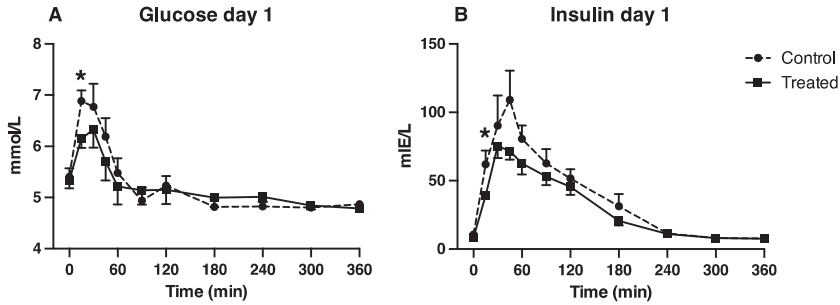 A Glucose day 1
8
7
6
5
4
mmol/L
*
0 60 120 180 240 300 360
Time (min)
B Insulin day 1
150
100
50
0
mIE/L
*
0 60 120 180 240 300 360
Time (min)
Control
Treated